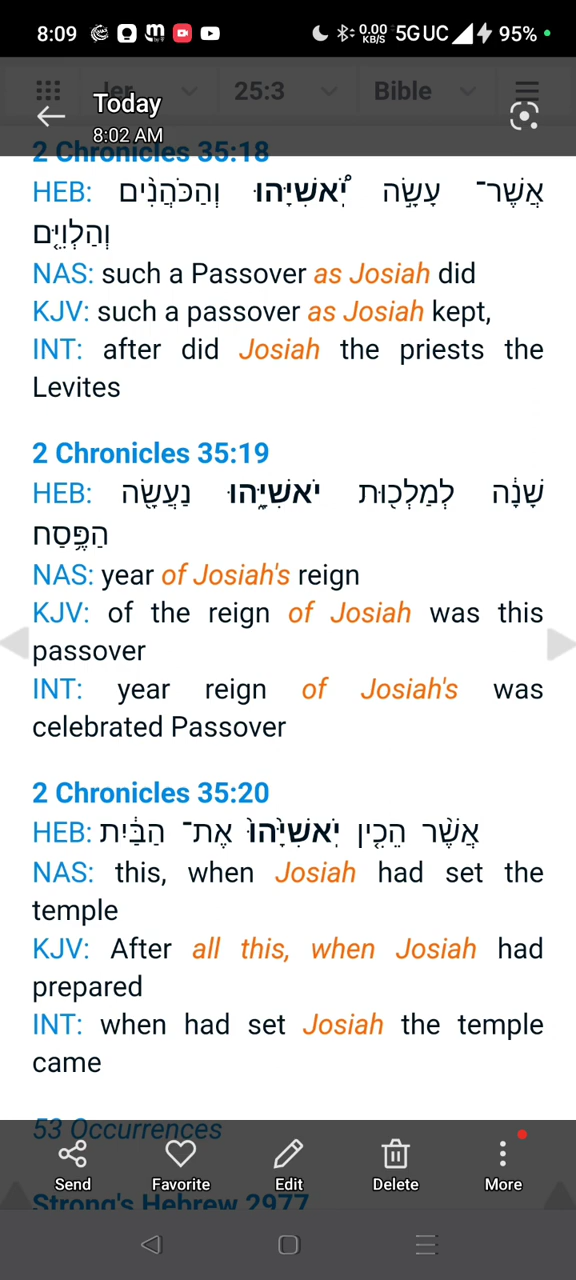 8:09
0.00 KB/S 5G UC 95%
Jer 25:3 Bible
Today
8:02 AM
2 Chronicles 35:18
HEB: אֲשֶׁר־ עָשָׂ֣ה יֹ֠אשִׁיָּהוּ וְהַכֹּהֲנִ֨ים
וְהַלְוִיִּ֤ם
NAS: such a Passover as Josiah did
KJV: such a passover as Josiah kept,
INT: after did Josiah the priests the
Levites
2 Chronicles 35:19
HEB: שָׁנָ֔ה לְמַלְכ֖וּת יֹאשִׁיָּ֑הוּ נַעֲשָׂ֖ה
הַפֶּ֥סַח
NAS: year of Josiah's reign
KJV: of the reign of Josiah was this
passover
INT: year reign of Josiah's was
celebrated Passover
2 Chronicles 35:20
HEB: אֲשֶׁ֨ר הֵכִ֤ין יֹֽאשִׁיָּ֙הוּ֙ אֶת־ הַבַּ֔יִת
NAS: this, when Josiah had set the
temple
KJV: After all this, when Josiah had
prepared
INT: when had set Josiah the temple
came
53 Occurrences
Send Favorite Edit Delete More
Strong's Hebrew 2977